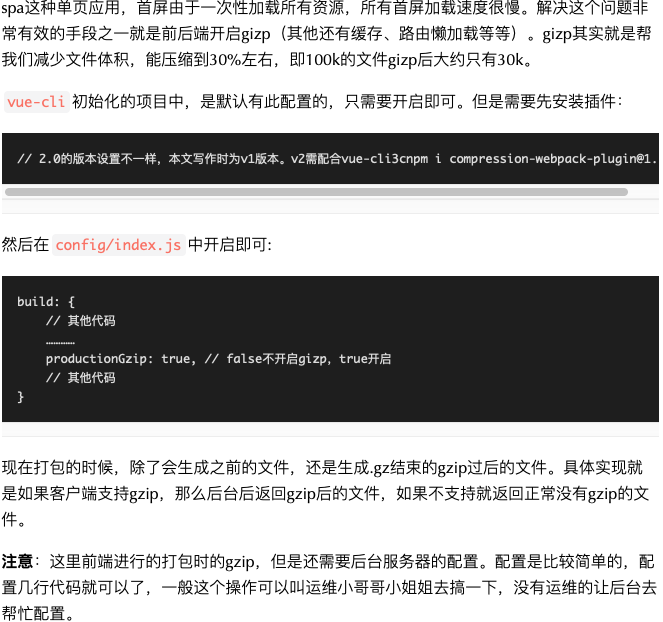 spa这种单页应用，首屏由于一次性加载所有资源，所有首屏加载速度很慢。解决这个问题非
常有效的手段之一就是前后端开启gizp（其他还有缓存、路由懒加载等等）。gizp其实就是帮
我们减少文件体积，能压缩到30%左右，即100k的文件gizp后大约只有30k。
vue-cli 初始化的项目中，是默认有此配置的，只需要开启即可。但是需要先安装插件：
// 2.0的版本设置不一样，本文写作时为v1版本。v2需配合vue-cli3cnpm i compression-webpack-plugin@1.
然后在 config/index.js 中开启即可:
build: {
// 其他代码
…………
productionGzip: true, // false不开启gizp，true开启
// 其他代码
}
现在打包的时候，除了会生成之前的文件，还是生成.gz结束的gzip过后的文件。具体实现就
是如果客户端支持gzip，那么后台后返回gzip后的文件，如果不支持就返回正常没有gzip的文
件。
注意：这里前端进行的打包时的gzip，但是还需要后台服务器的配置。配置是比较简单的，配
置几行代码就可以了，一般这个操作可以叫运维小哥哥小姐姐去搞一下，没有运维的让后台去
帮忙配置。